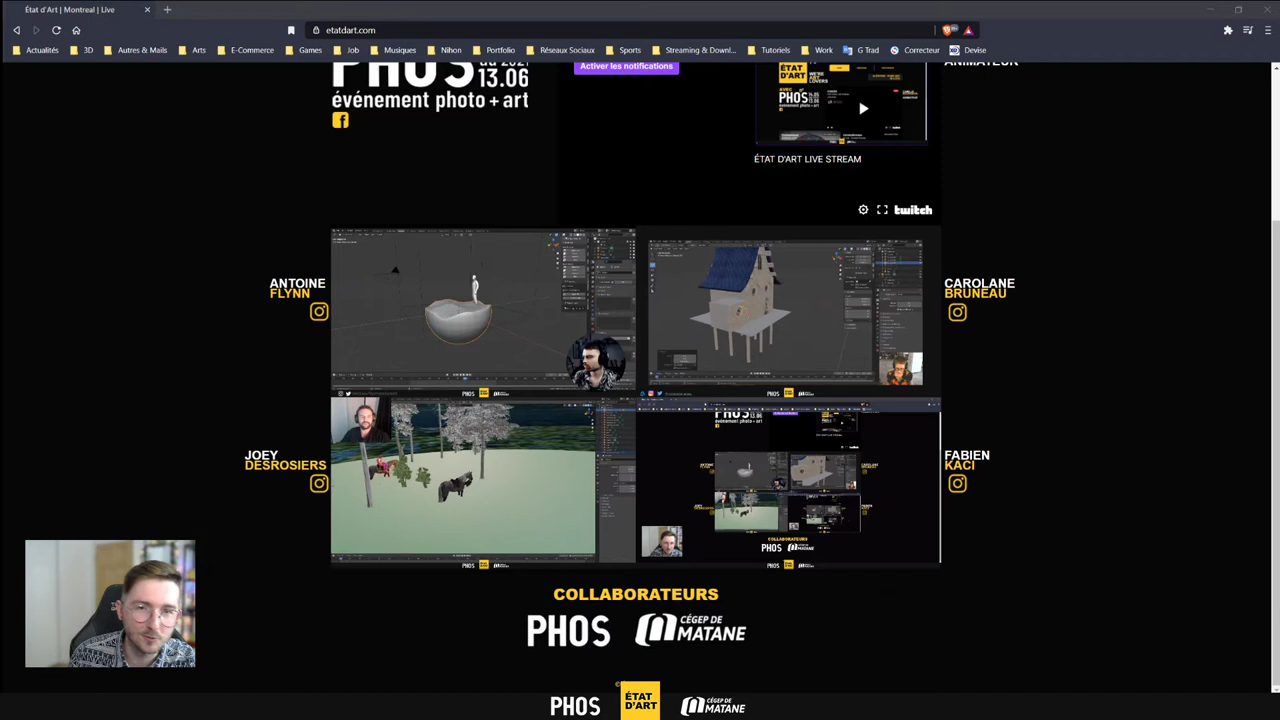 État d'Art | Montreal | Live
etatdart.com
Actualités
3D
Autres & Mails
Arts
E-Commerce
Games
Job
Musiques
Nihon
Portfolio
Réseaux Sociaux
Sports
Streaming & Downl...
Tutoriels
Work
G Trad
Correcteur
Devise
PHOS
13.06
événement photo + art
Activer les notifications
ÉTAT D'ART LIVE STREAM
ANIMATEUR
twitch
ANTOINE
FLYNN
CAROLANE
BRUNEAU
JOEY
DESROSIERS
FABIEN
KACI
COLLABORATEURS
PHOS
CÉGEP DE
MATANE
PHOS
ÉTAT
D'ART
CÉGEP DE
MATANE